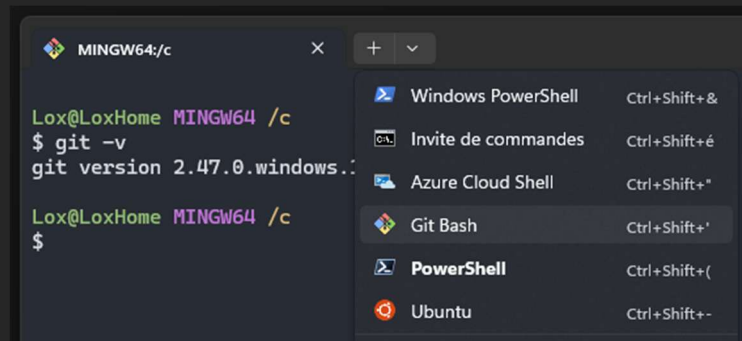 MINGW64:/c
Lox@LoxHome MINGW64 /c
$ git -v
git version 2.47.0.windows.
Lox@LoxHome MINGW64 /c
$
Windows PowerShell Ctrl+Shift+&
Invite de commandes Ctrl+Shift+é
Azure Cloud Shell Ctrl+Shift+"
Git Bash Ctrl+Shift+'
PowerShell Ctrl+Shift+(
Ubuntu Ctrl+Shift+-